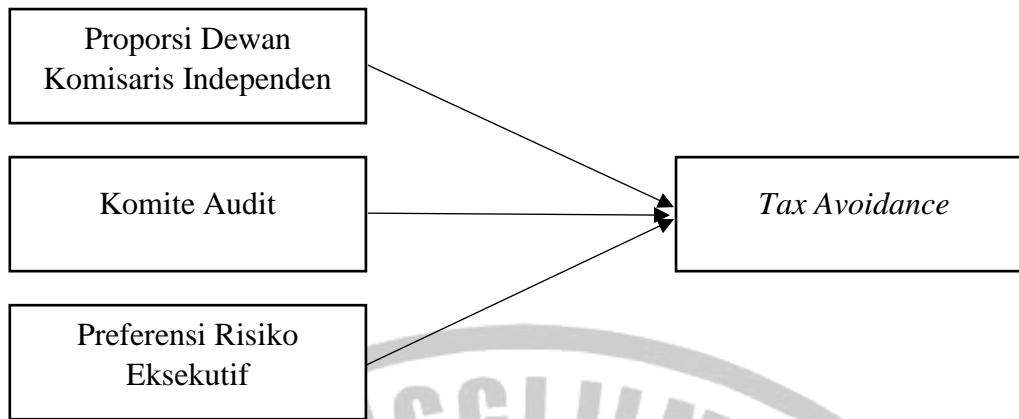 Proporsi Dewan
Komisaris Independen
Komite Audit
Tax Avoidance
Preferensi Risiko
Eksekutif